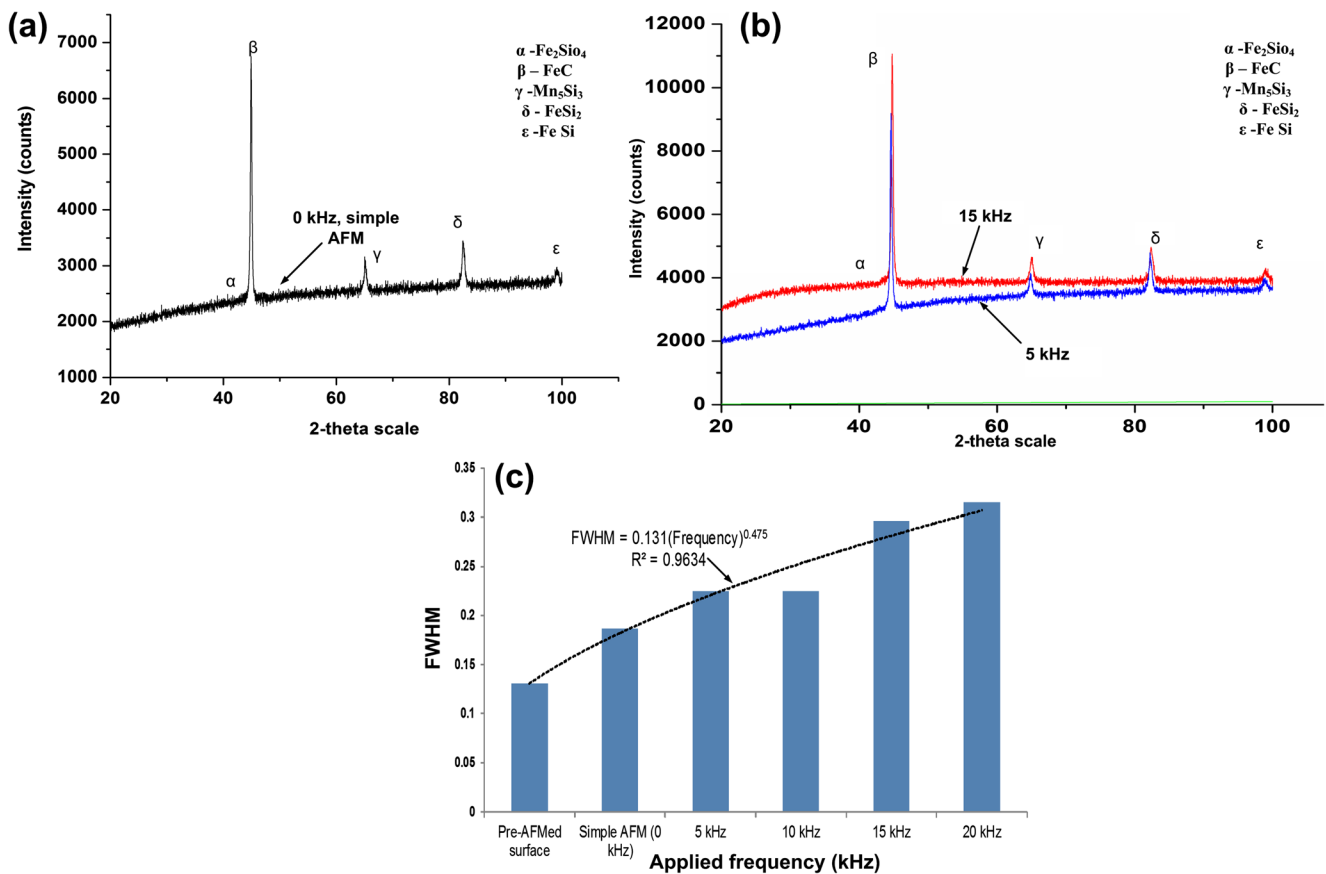 (a)
7000
6000
5000
4000
3000
2000
1000
20
40
60
80
100
Intensity (counts)
2-theta scale
β
α
γ
δ
ε
0 kHz, simple
AFM
α -Fe₂Sio₄
β – FeC
γ -Mn₅Si₃
δ - FeSi₂
ε -Fe Si
(b)
12000
10000
8000
6000
4000
2000
0
20
40
60
80
100
Intensity (counts)
2-theta scale
β
α
γ
δ
ε
15 kHz
5 kHz
α -Fe₂Sio₄
β – FeC
γ -Mn₅Si₃
δ - FeSi₂
ε -Fe Si
(c)
0.35
0.3
0.25
0.2
0.15
0.1
0.05
0
FWHM
FWHM = 0.131(Frequency)^0.475
R² = 0.9634
Pre-AFMed
surface
Simple AFM (0
kHz)
5 kHz
10 kHz
15 kHz
20 kHz
Applied frequency (kHz)